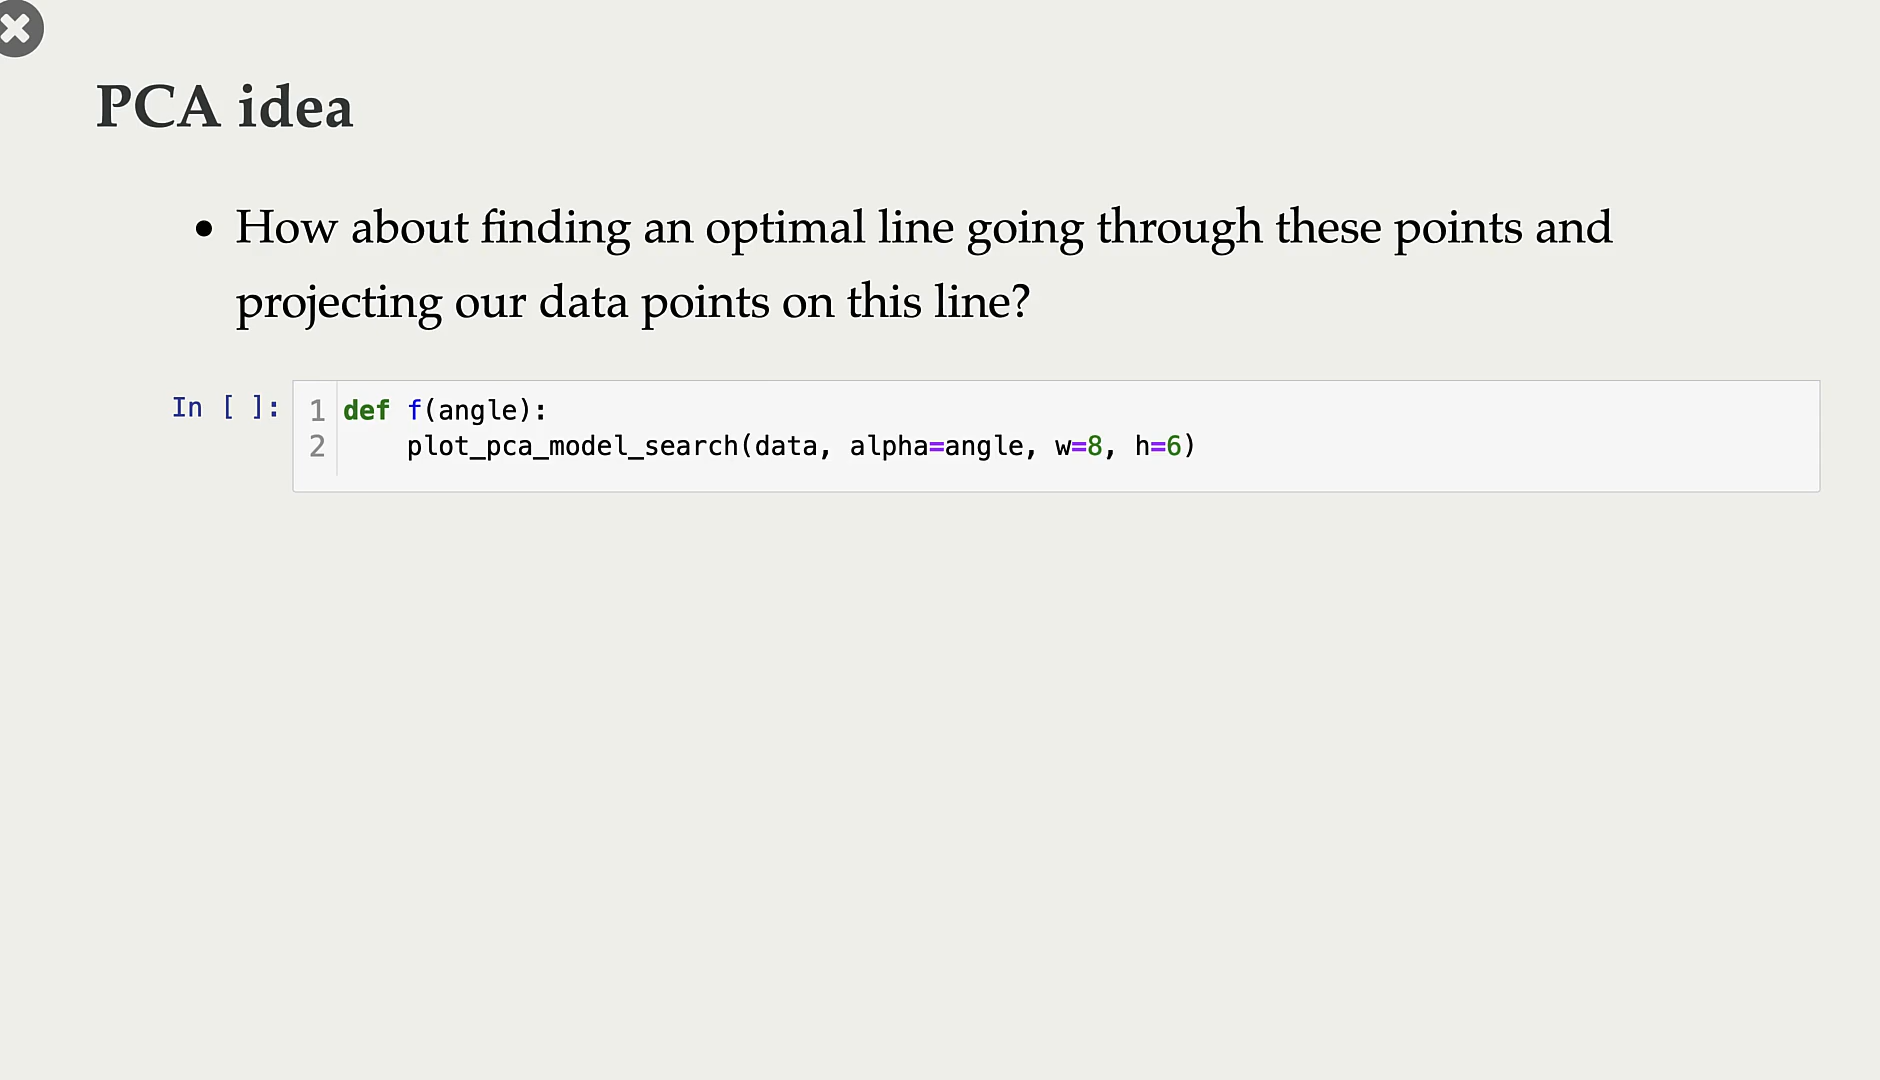 PCA idea
• How about finding an optimal line going through these points and
projecting our data points on this line?
In [ ]:
1 def f(angle):
2     plot_pca_model_search(data, alpha=angle, w=8, h=6)